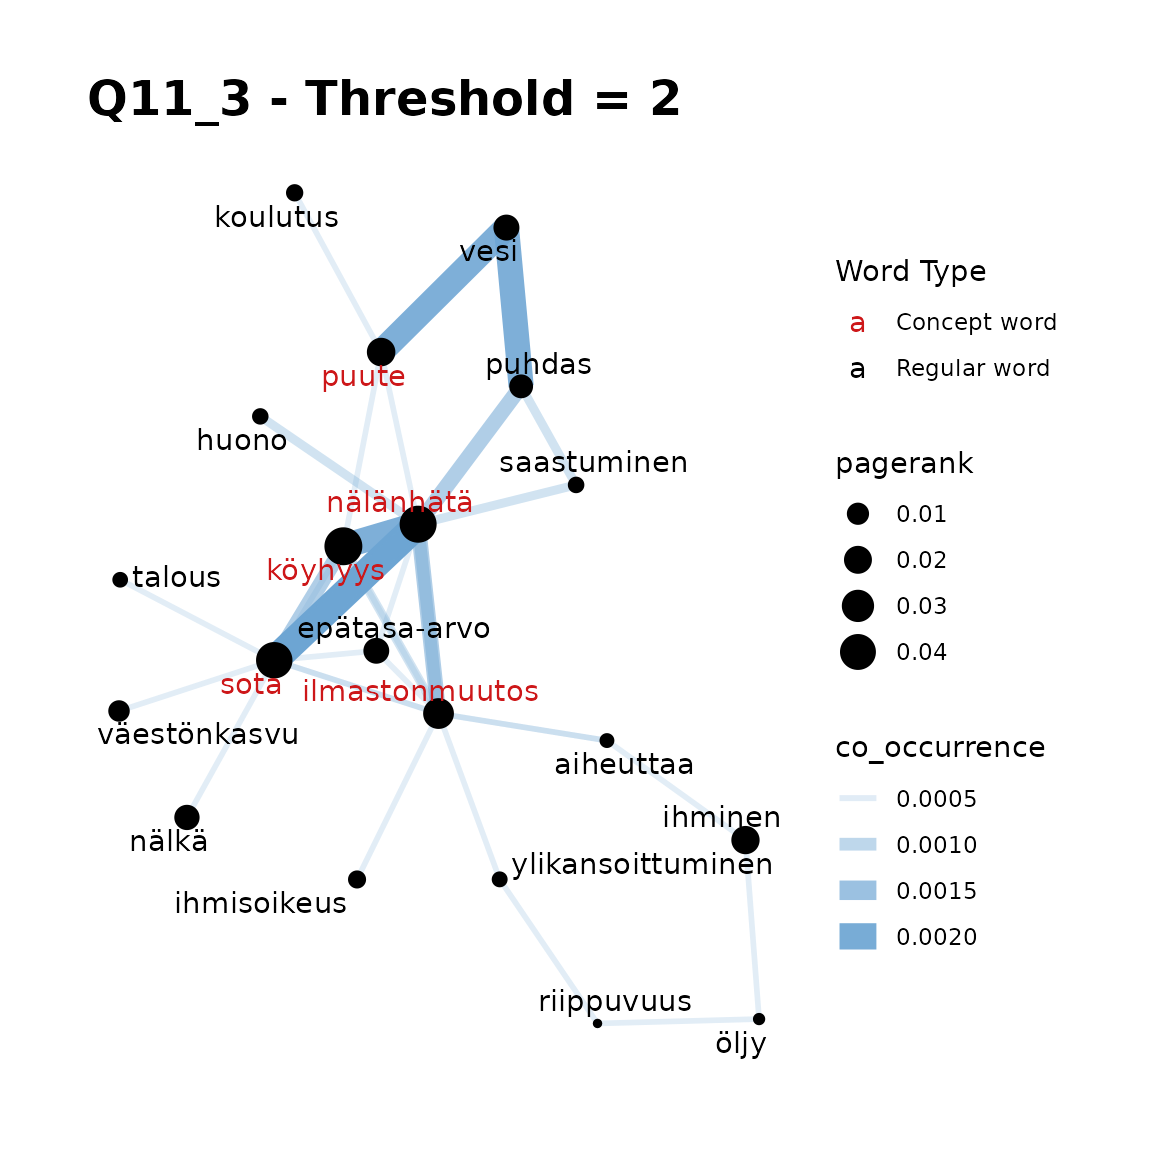 Q11_3 - Threshold = 2
koulutus
vesi
puhdas
puute
huono
saastuminen
nälänhätä
köyhyys
talous
epätasa-arvo
sota
ilmastonmuutos
väestönkasvu
aiheuttaa
nälkä
ihminen
ylikansoittuminen
ihmisoikeus
riippuvuus
öljy
Word Type
a Concept word
a Regular word
pagerank
0.01
0.02
0.03
0.04
co_occurrence
0.0005
0.0010
0.0015
0.0020